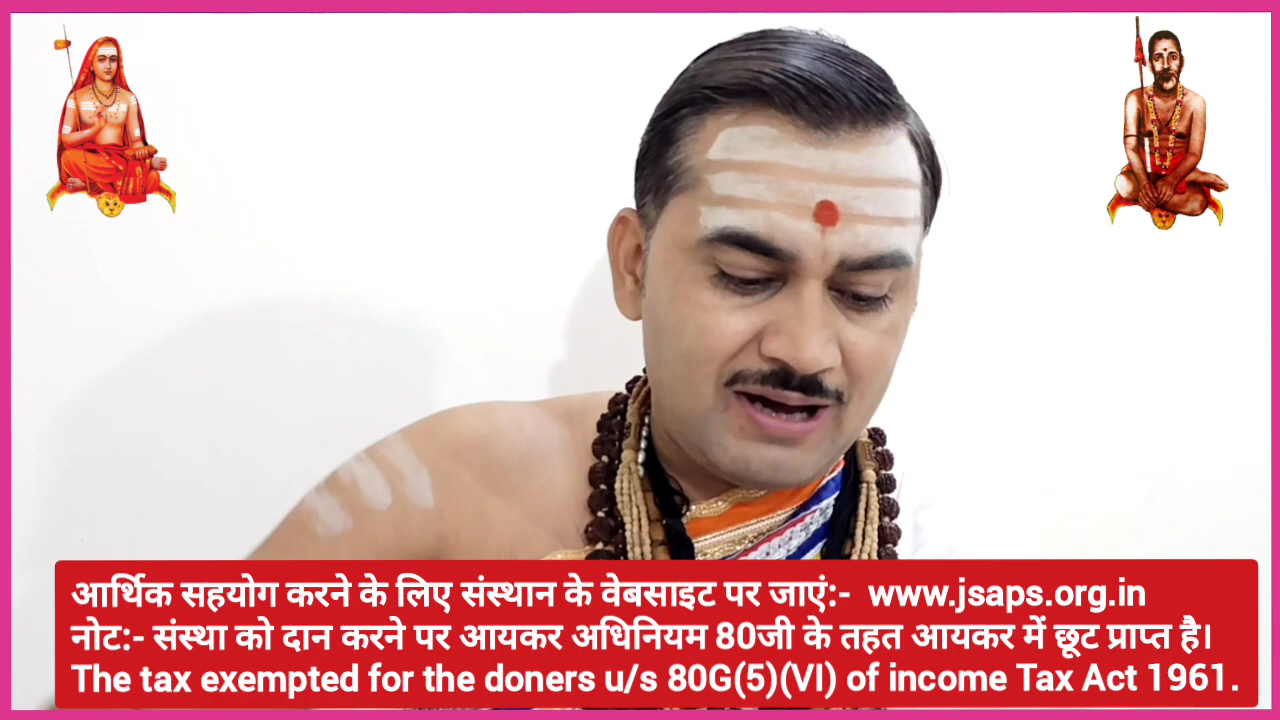 आर्थिक सहयोग करने के लिए संस्थान के वेबसाइट पर जाएं:- www.jsaps.org.in
नोट:- संस्था को दान करने पर आयकर अधिनियम 80जी के तहत आयकर में छूट प्राप्त है।
The tax exempted for the doners u/s 80G(5)(VI) of income Tax Act 1961.